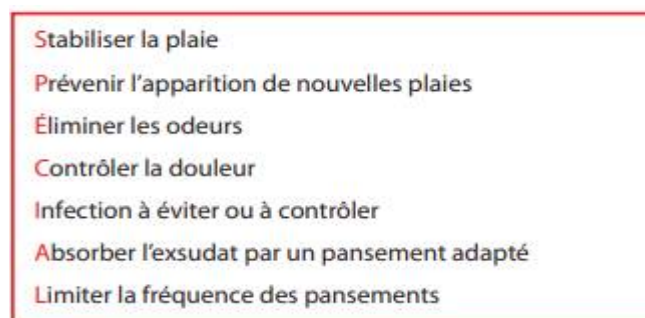 Stabiliser la plaie
Prévenir l’apparition de nouvelles plaies
Éliminer les odeurs
Contrôler la douleur
Infection à éviter ou à contrôler
Absorber l’exsudat par un pansement adapté
Limiter la fréquence des pansements